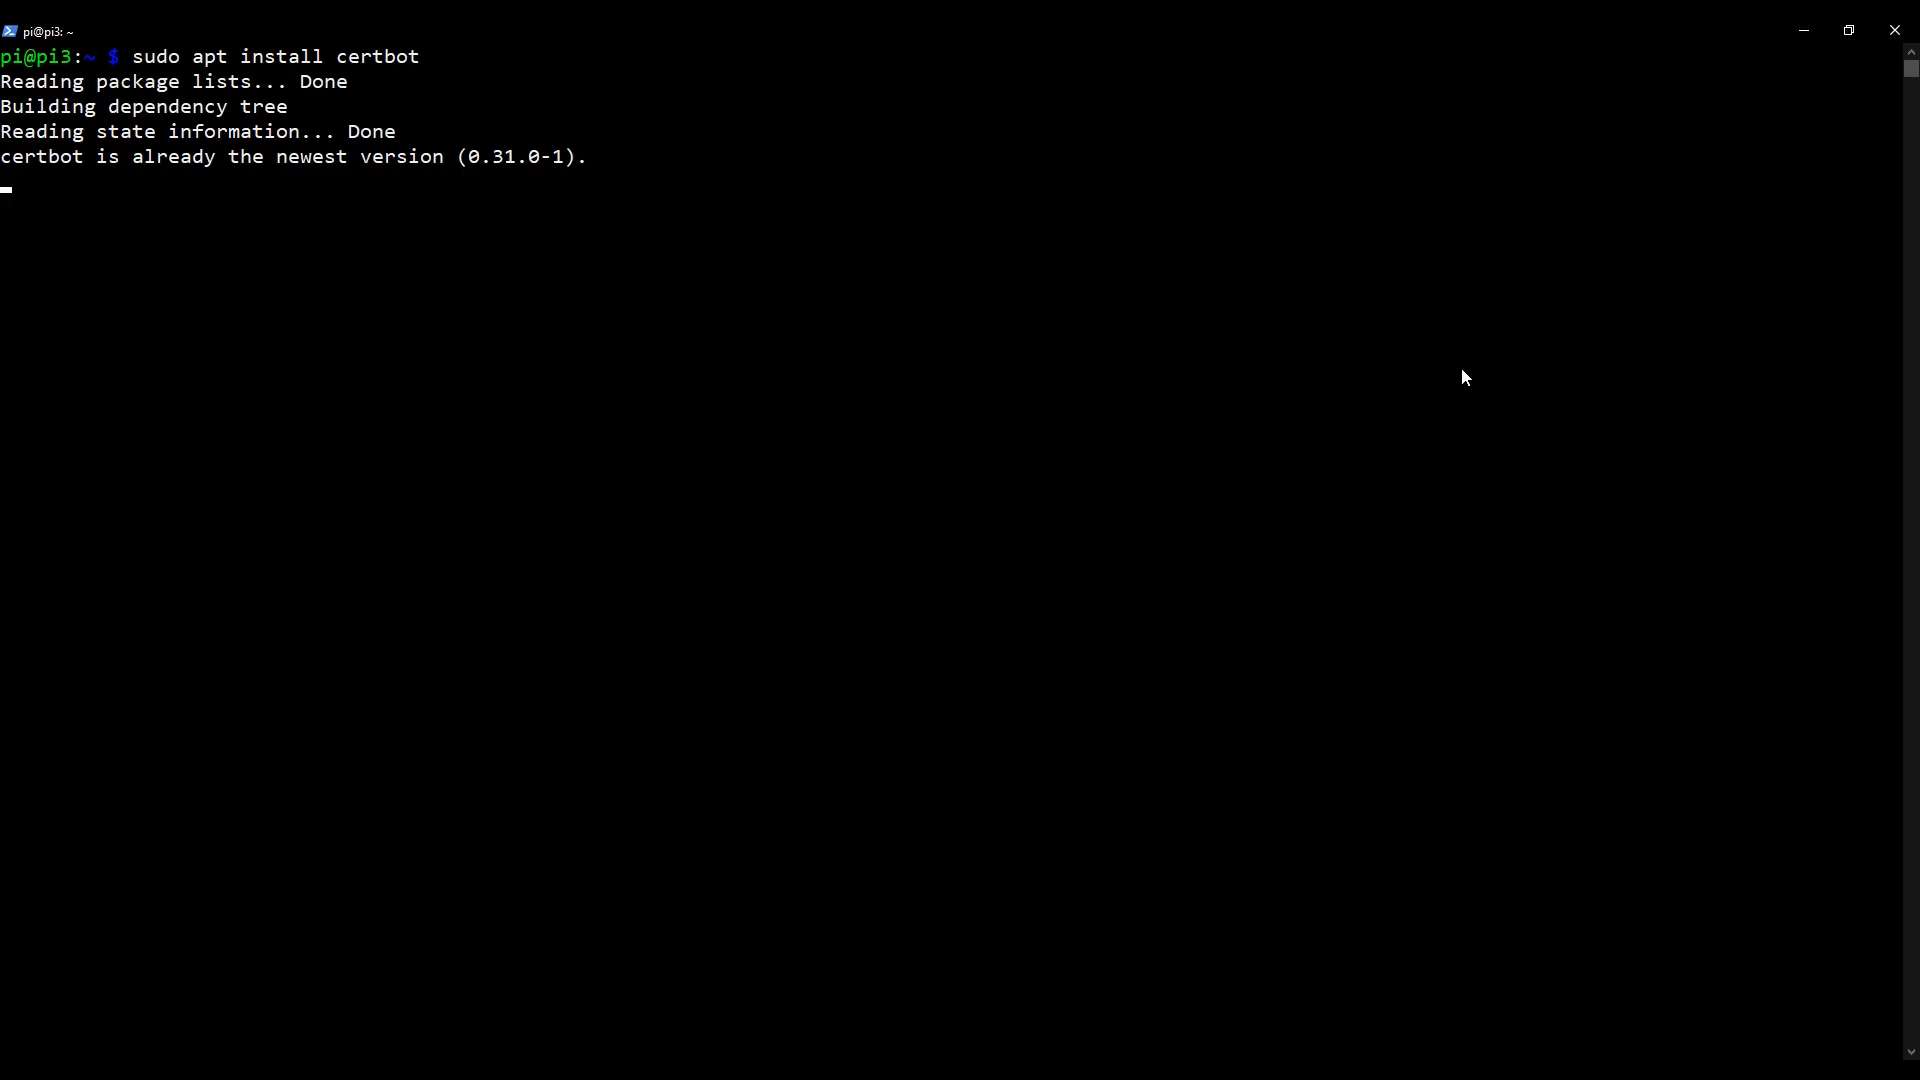 pi@pi3: ~
pi@pi3:~ $ sudo apt install certbot
Reading package lists... Done
Building dependency tree
Reading state information... Done
certbot is already the newest version (0.31.0-1).